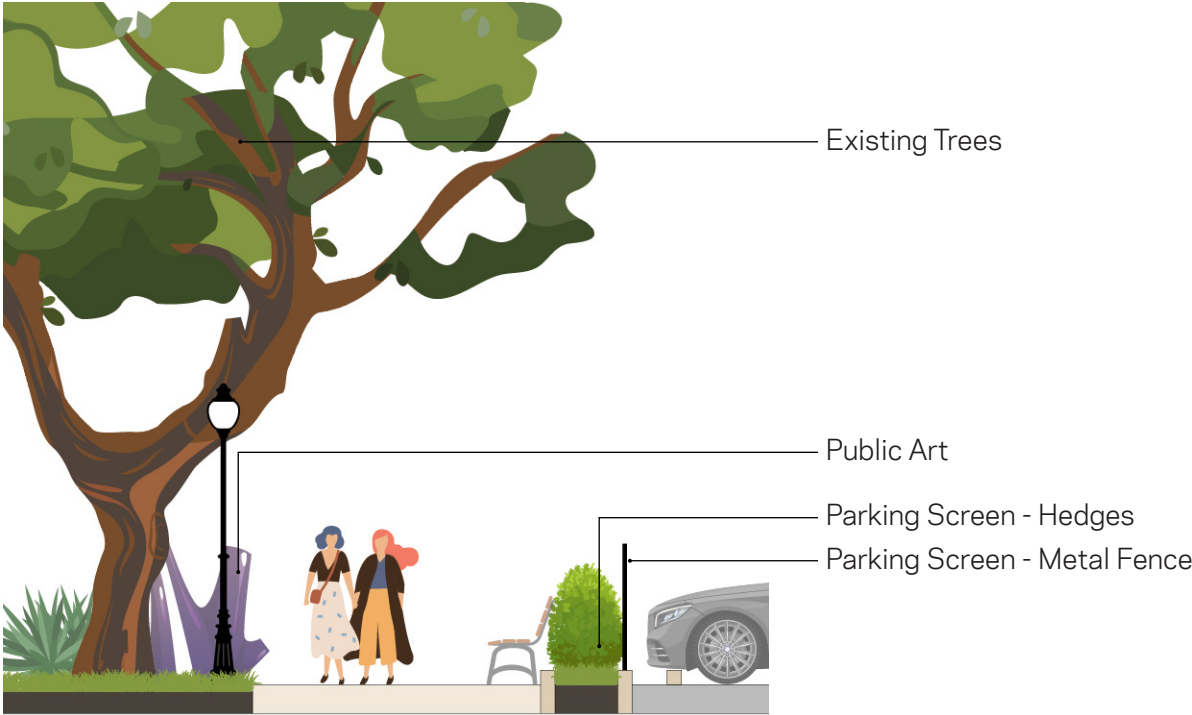 Existing Trees
Public Art
Parking Screen - Hedges
Parking Screen - Metal Fence